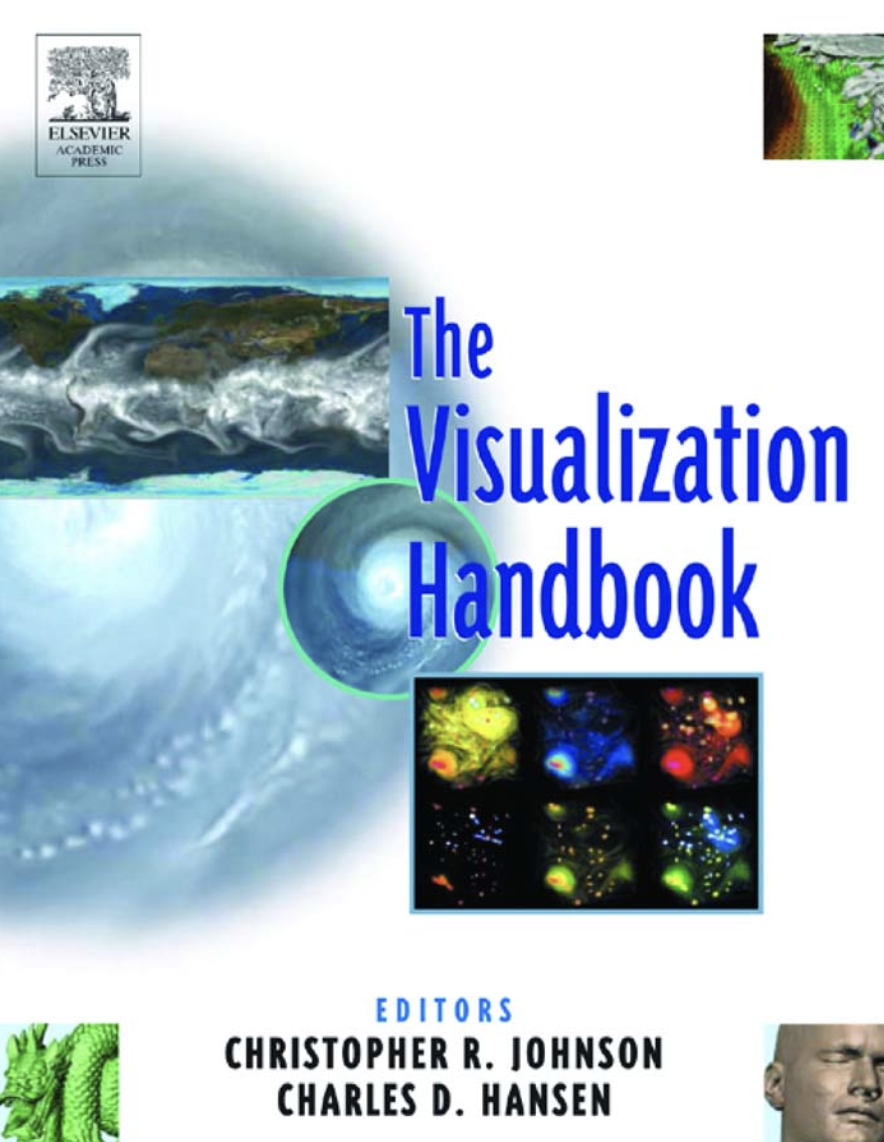 ELSEVIER
ACADEMIC
PRESS
The
Visualization
Handbook
EDITORS
CHRISTOPHER R. JOHNSON
CHARLES D. HANSEN